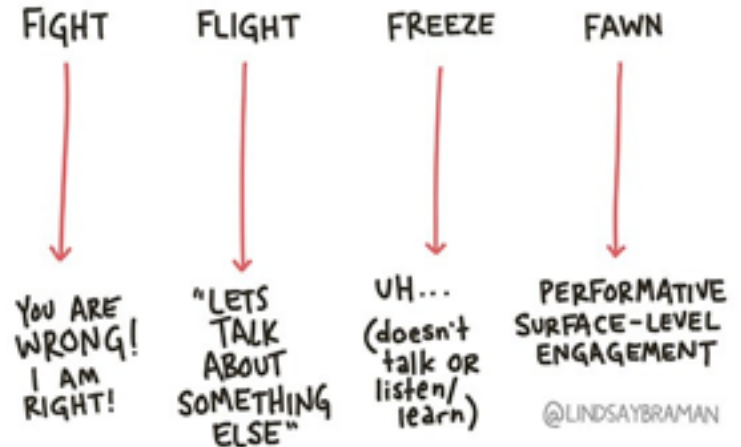 FIGHT
FLIGHT
FREEZE
FAWN
YOU ARE
WRONG!
I AM
RIGHT!
"LETS
TALK
ABOUT
SOMETHING
ELSE"
UH...
(doesn't
talk OR
listen/
learn)
PERFORMATIVE
SURFACE-LEVEL
ENGAGEMENT
@LINDSAYBRAMAN